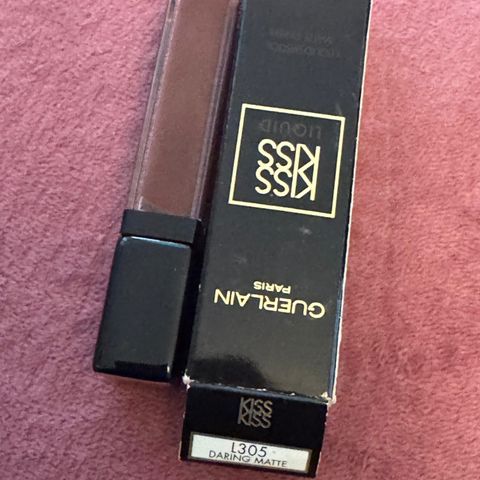 GUERLAIN
PARIS
KISS
KISS
LIQUID
KISS
KISS
L305
DARING MATTE